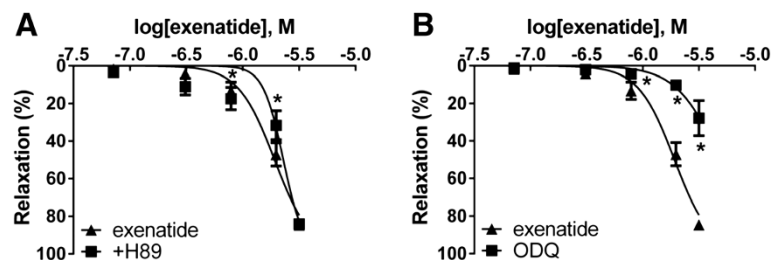 A
log[exenatide], M
-7.5 -7.0 -6.5 -6.0 -5.5 -5.0
0
20
40
60
80
100
Relaxation (%)
*
*
exenatide
+H89
B
log[exenatide], M
-7.5 -7.0 -6.5 -6.0 -5.5 -5.0
0
20
40
60
80
100
Relaxation (%)
*
*
*
exenatide
ODQ